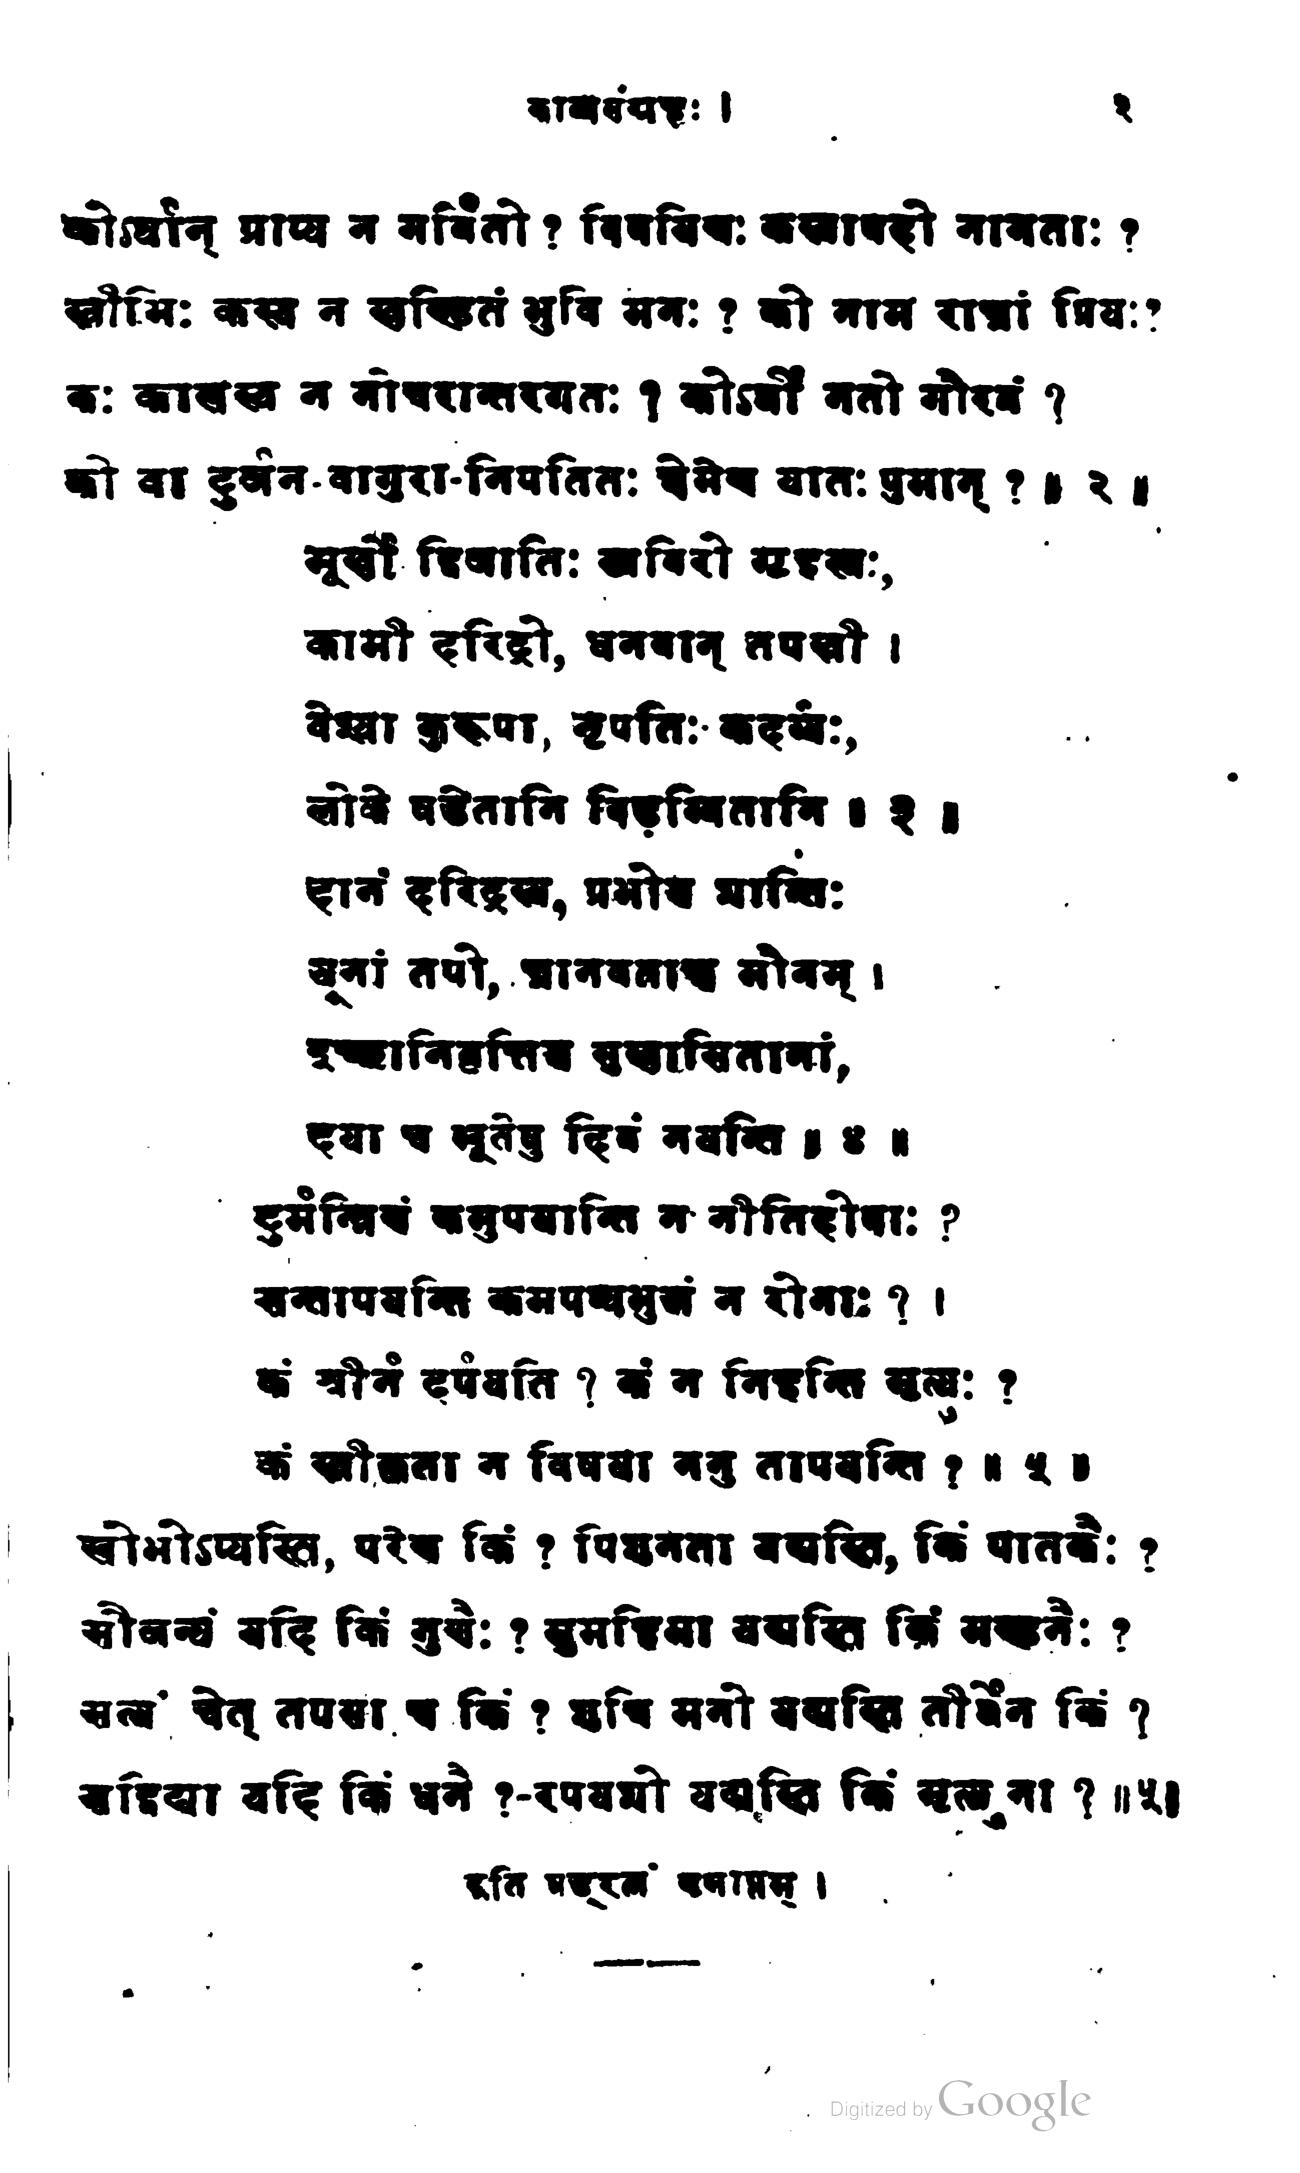 काव्यसंग्रहः । ३
कोऽर्थान् प्राप्य न गर्वितो ? विषयिणः कस्यापदो नागताः ?
स्त्रीभिः कस्य न खण्डितं भुवि मनः ? को नाम राज्ञां प्रियः ?
कः कालस्य न गोचरान्तरगतः ? कोऽर्थी गतो गौरवं ?
को वा दुर्जन-वागुरा-निपतितः क्षेमेण यातः पुमान् ? ॥ २ ॥
मूर्खो द्विजातिः स्थविरो गृहस्थः,
कामी दरिद्रो, धनवान् तपस्वी ।
वेश्या कुरूपा, नृपतिः कदर्य्यः,
लोके षडेतानि विड़म्बितानि ॥ ३ ॥
दानं दरिद्रस्य, प्रभोश्च शान्तिः
यूनां तपो, ज्ञानवताञ्च मौनम् ।
इच्छानिवृत्तिश्च सुखासितानां,
दया च भूतेषु दिवं नयन्ति ॥ ४ ॥
दुर्मन्त्रिणं कमुपयान्ति न नीतिदोषाः ?
सन्तापयन्ति कमपथ्यभुजं न रोगाः ? ।
कं श्रीर्न दर्पयति ? कं न निहन्ति मृत्युः ?
कं स्त्रीकृता न विषया ननु तापयन्ति ? ॥ ५ ॥
लोभोऽप्यस्ति, परेण किं ? पिशुनता यद्यस्ति, किं पातकैः ?
सौजन्यं यदि किं गुणैः ? सुमहिमा यद्यस्ति किं मण्डनैः ?
सत्यं चेत् तपसा च किं ? शुचि मनो यद्यस्ति तीर्थेन किं ?
सद्विद्या यदि किं धनै ?-रपयशो यद्यस्ति किं मृत्युना ? ॥५॥
इति षड्रत्नं समाप्तम् ।
Digitized by Google